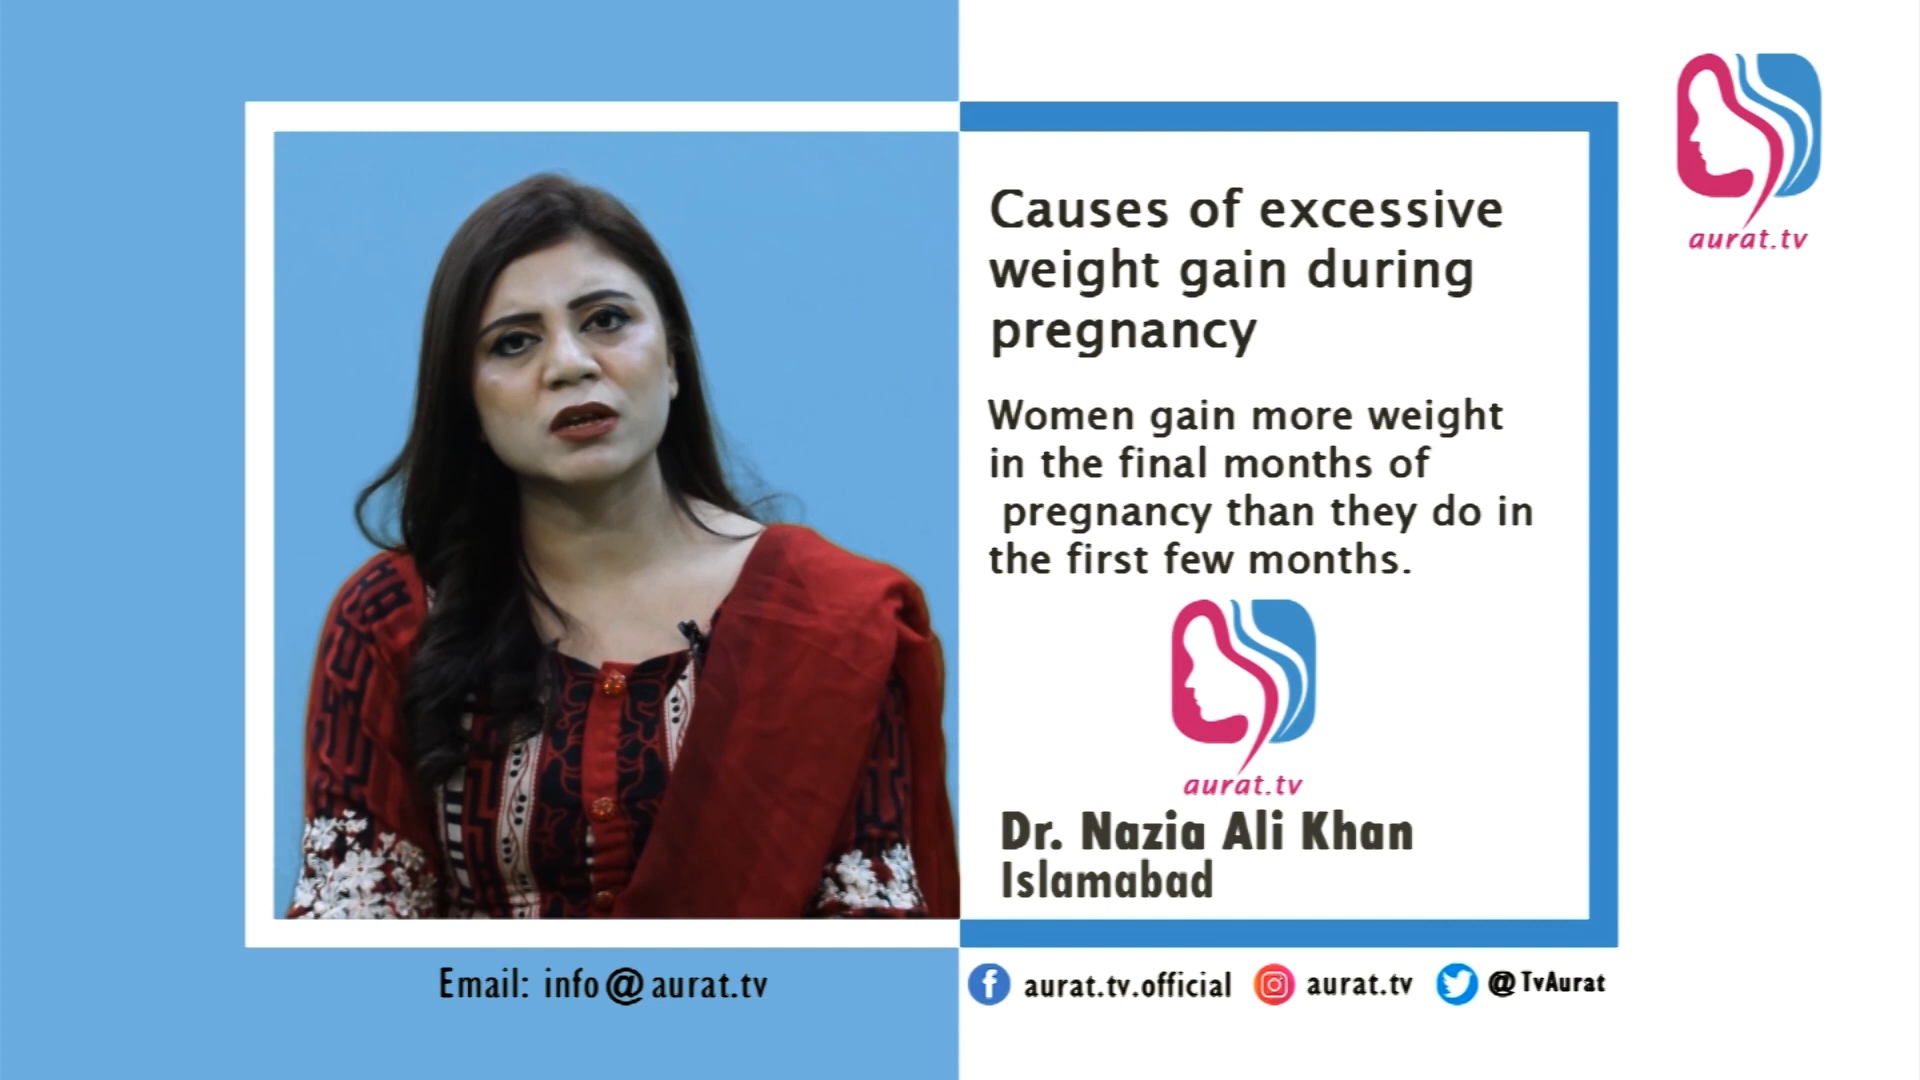 aurat.tv
Causes of excessive
weight gain during
pregnancy
Women gain more weight
in the final months of
pregnancy than they do in
the first few months.
aurat.tv
Dr. Nazia Ali Khan
Islamabad
Email: info@aurat.tv
aurat.tv.official
aurat.tv
@TvAurat